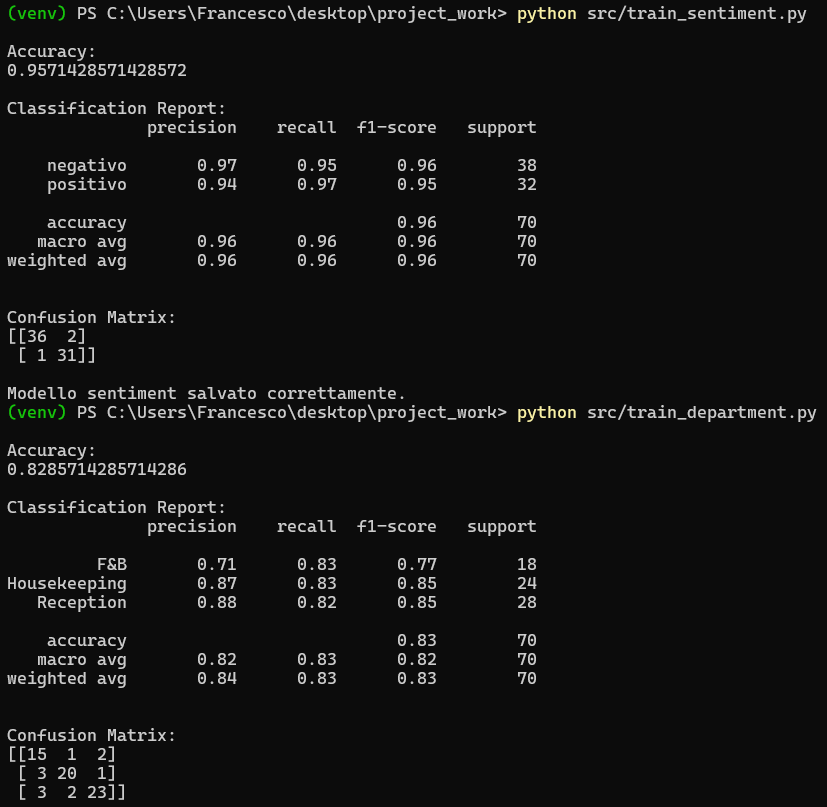 (venv) PS C:\Users\Francesco\desktop\project_work> python src/train_sentiment.py
Accuracy:
0.9571428571428572
Classification Report:
precision recall f1-score support
negativo 0.97 0.95 0.96 38
positivo 0.94 0.97 0.95 32
accuracy 0.96 70
macro avg 0.96 0.96 0.96 70
weighted avg 0.96 0.96 0.96 70
Confusion Matrix:
[[36 2]
[ 1 31]]
Modello sentiment salvato correttamente.
(venv) PS C:\Users\Francesco\desktop\project_work> python src/train_department.py
Accuracy:
0.8285714285714286
Classification Report:
precision recall f1-score support
F&B 0.71 0.83 0.77 18
Housekeeping 0.87 0.83 0.85 24
Reception 0.88 0.82 0.85 28
accuracy 0.83 70
macro avg 0.82 0.83 0.82 70
weighted avg 0.84 0.83 0.83 70
Confusion Matrix:
[[15 1 2]
[ 3 20 1]
[ 3 2 23]]